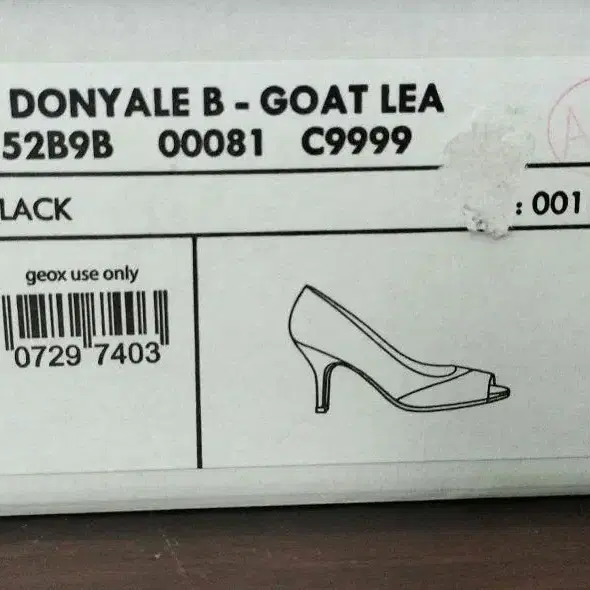 DONYALE B - GOAT LEA
52B9B 00081 C9999
LACK : 001
geox use only
0729 7403
A